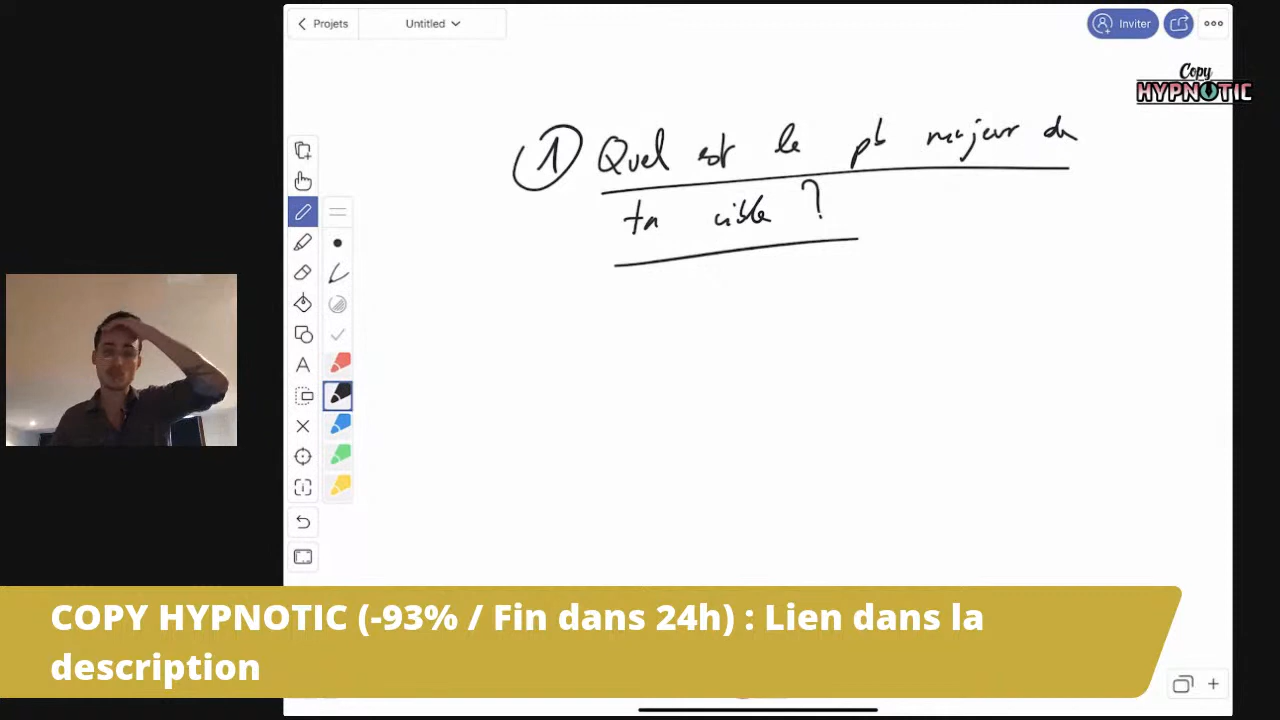 Projets
Untitled
Inviter
Copy
HYPNOTIC
1 Quel est le pb majeur de
ta cible ?
A
COPY HYPNOTIC (-93% / Fin dans 24h) : Lien dans la
description